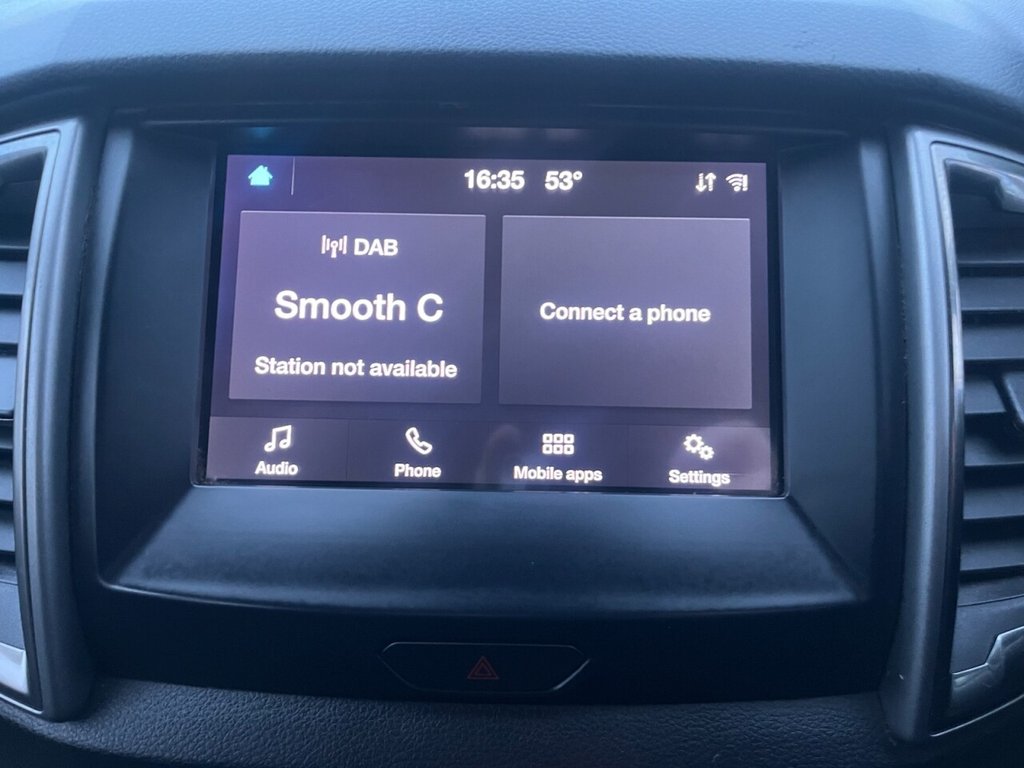 16:35 53°
DAB
Smooth C
Station not available
Connect a phone
Audio
Phone
Mobile apps
Settings